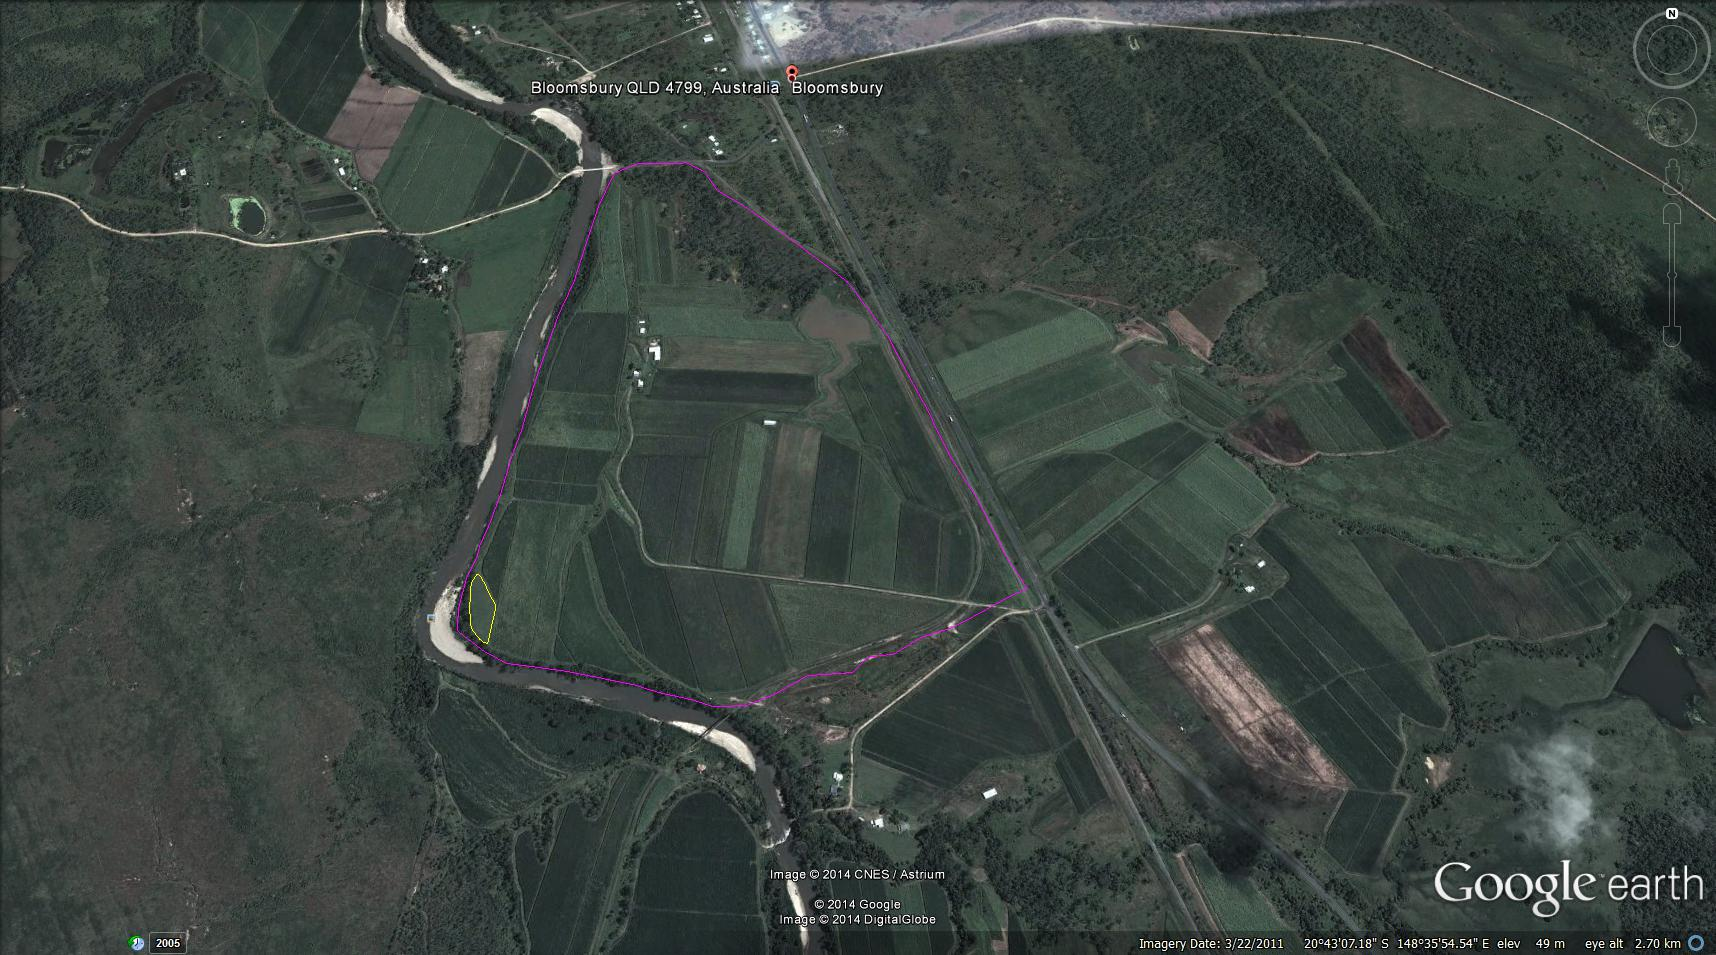 N
Bloomsbury QLD 4799, Australia Bloomsbury
Image © 2014 CNES / Astrium
© 2014 Google
Image © 2014 DigitalGlobe
Google earth
2005
Imagery Date: 3/22/2011 20°43'07.18" S 148°35'54.54" E elev 49 m eye alt 2.70 km